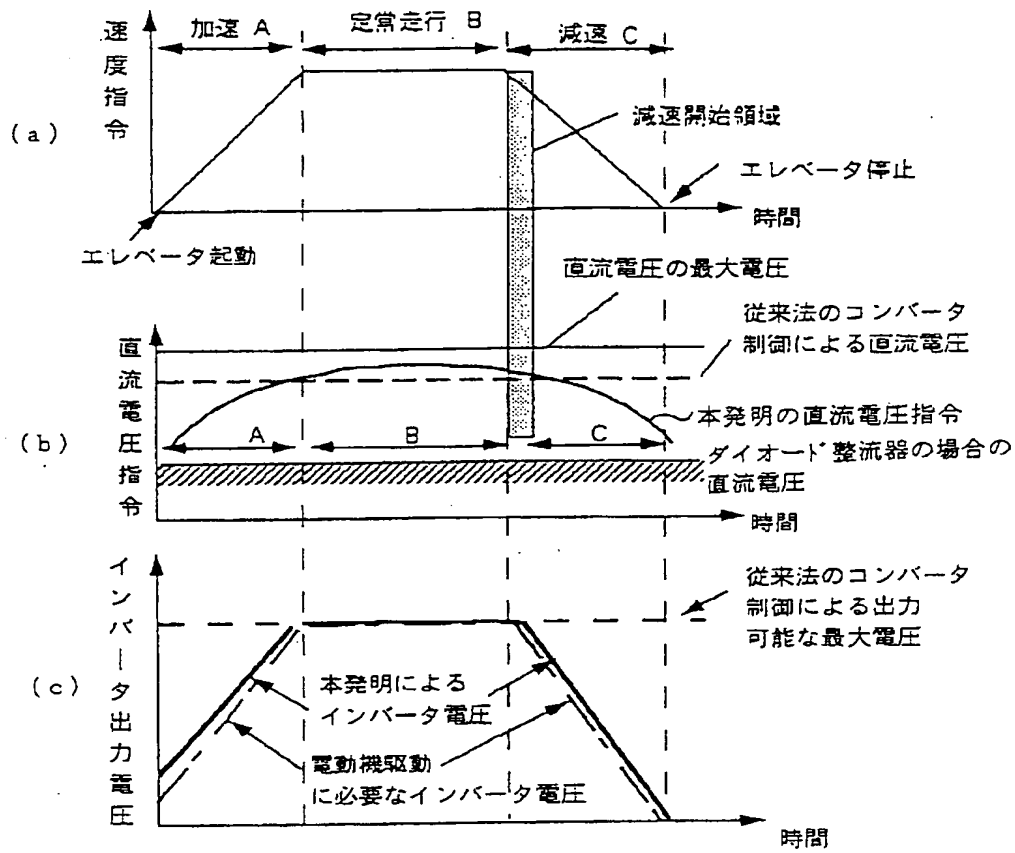 (a)
速度指令
加速 A
定常走行 B
減速 C
減速開始領域
エレベータ停止
時間
エレベータ起動
直流電圧の最大電圧
従来法のコンバータ
制御による直流電圧
(b)
直流電圧指令
A
B
C
本発明の直流電圧指令
ダイオード整流器の場合の
直流電圧
時間
(c)
インバータ出力電圧
従来法のコンバータ
制御による出力
可能な最大電圧
本発明による
インバータ電圧
電動機駆動
に必要なインバータ電圧
時間